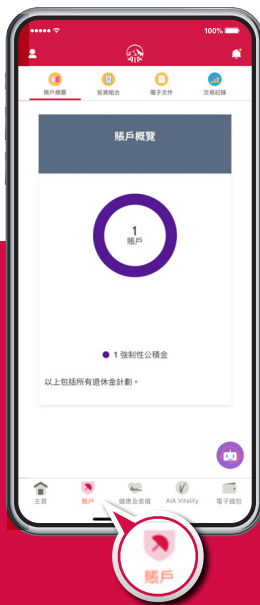 100%
AIA
賬戶概要
投資組合
電子文件
交易記錄
賬戶概覽
1
賬戶
1 強制性公積金
以上包括所有退休金計劃。
主頁
賬戶
健康及索償
AIA Vitality
電子錢包
賬戶